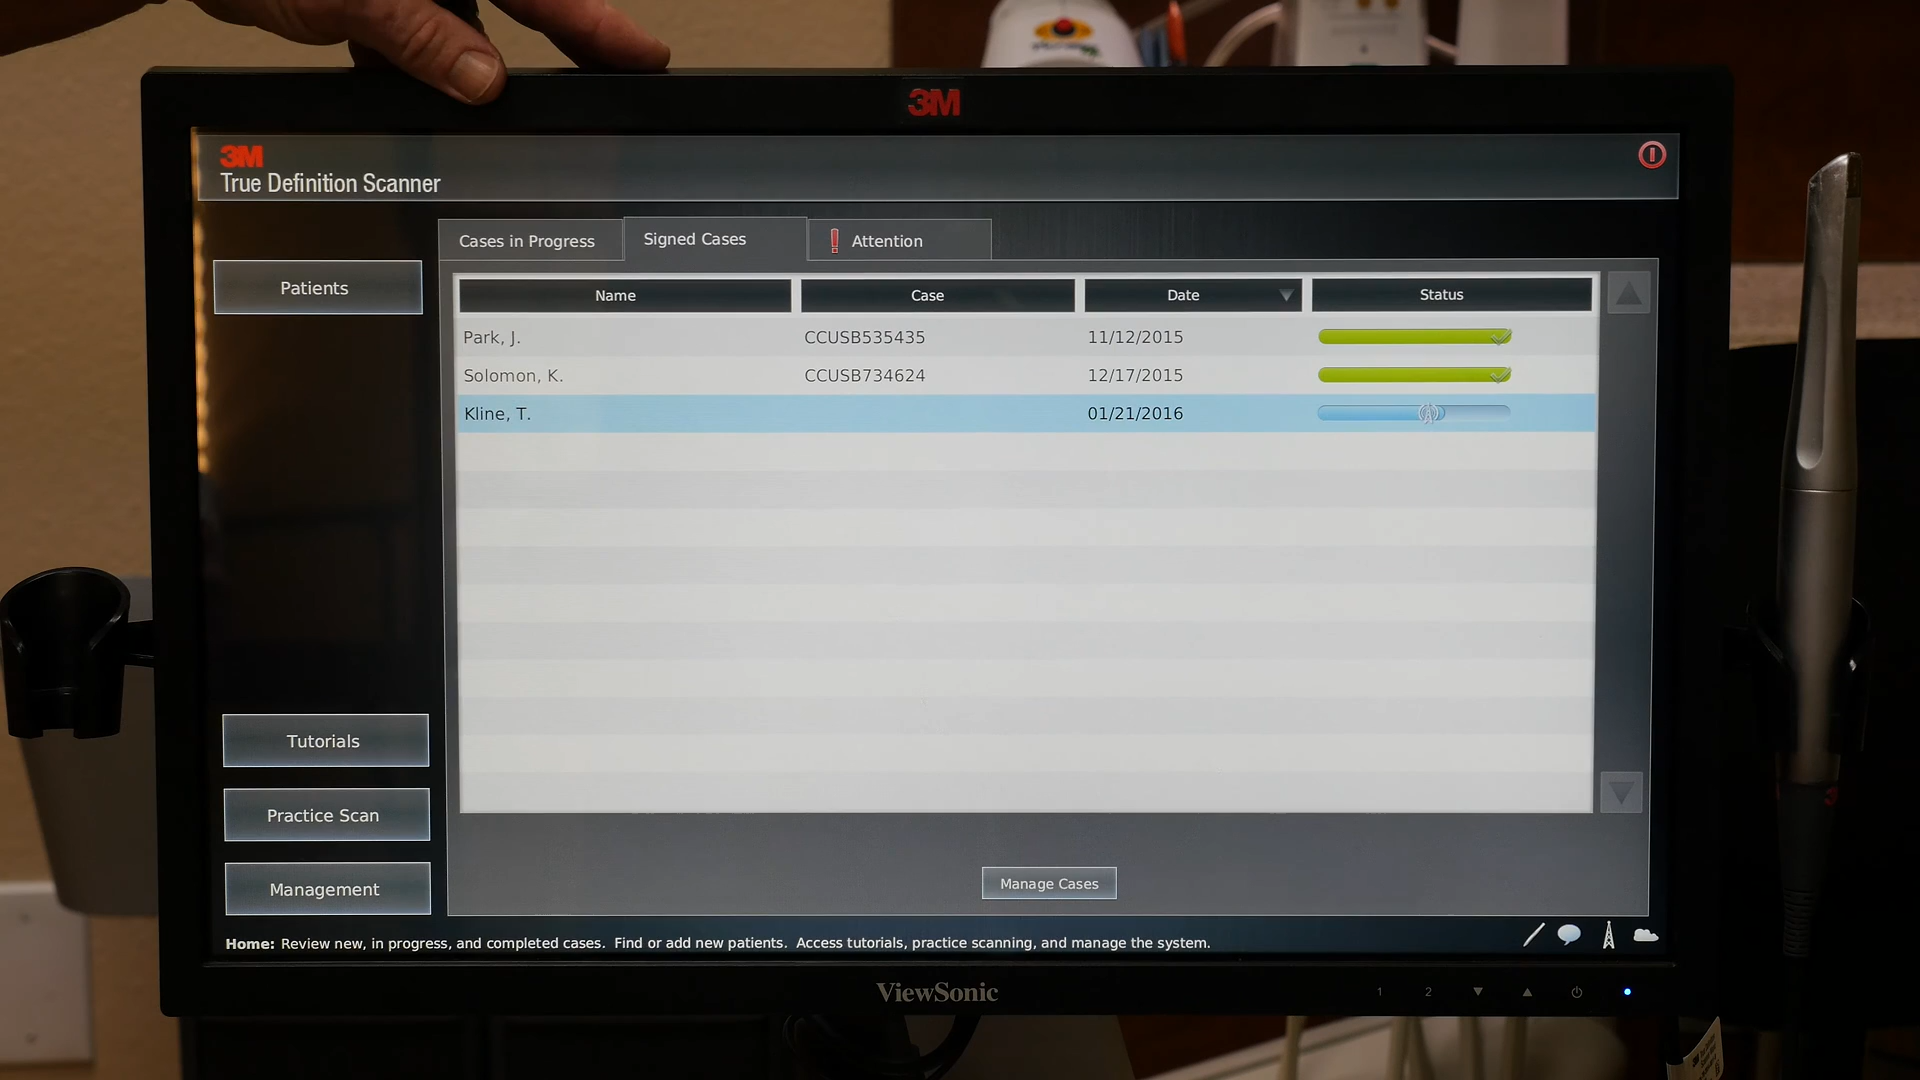 3M
3M
True Definition Scanner
Cases in Progress
Signed Cases
Attention
Patients
Name Case Date Status
Park, J. CCUSB535435 11/12/2015
Solomon, K. CCUSB734624 12/17/2015
Kline, T. 01/21/2016
Tutorials
Practice Scan
Management
Manage Cases
Home: Review new, in progress, and completed cases. Find or add new patients. Access tutorials, practice scanning, and manage the system.
ViewSonic
1 2